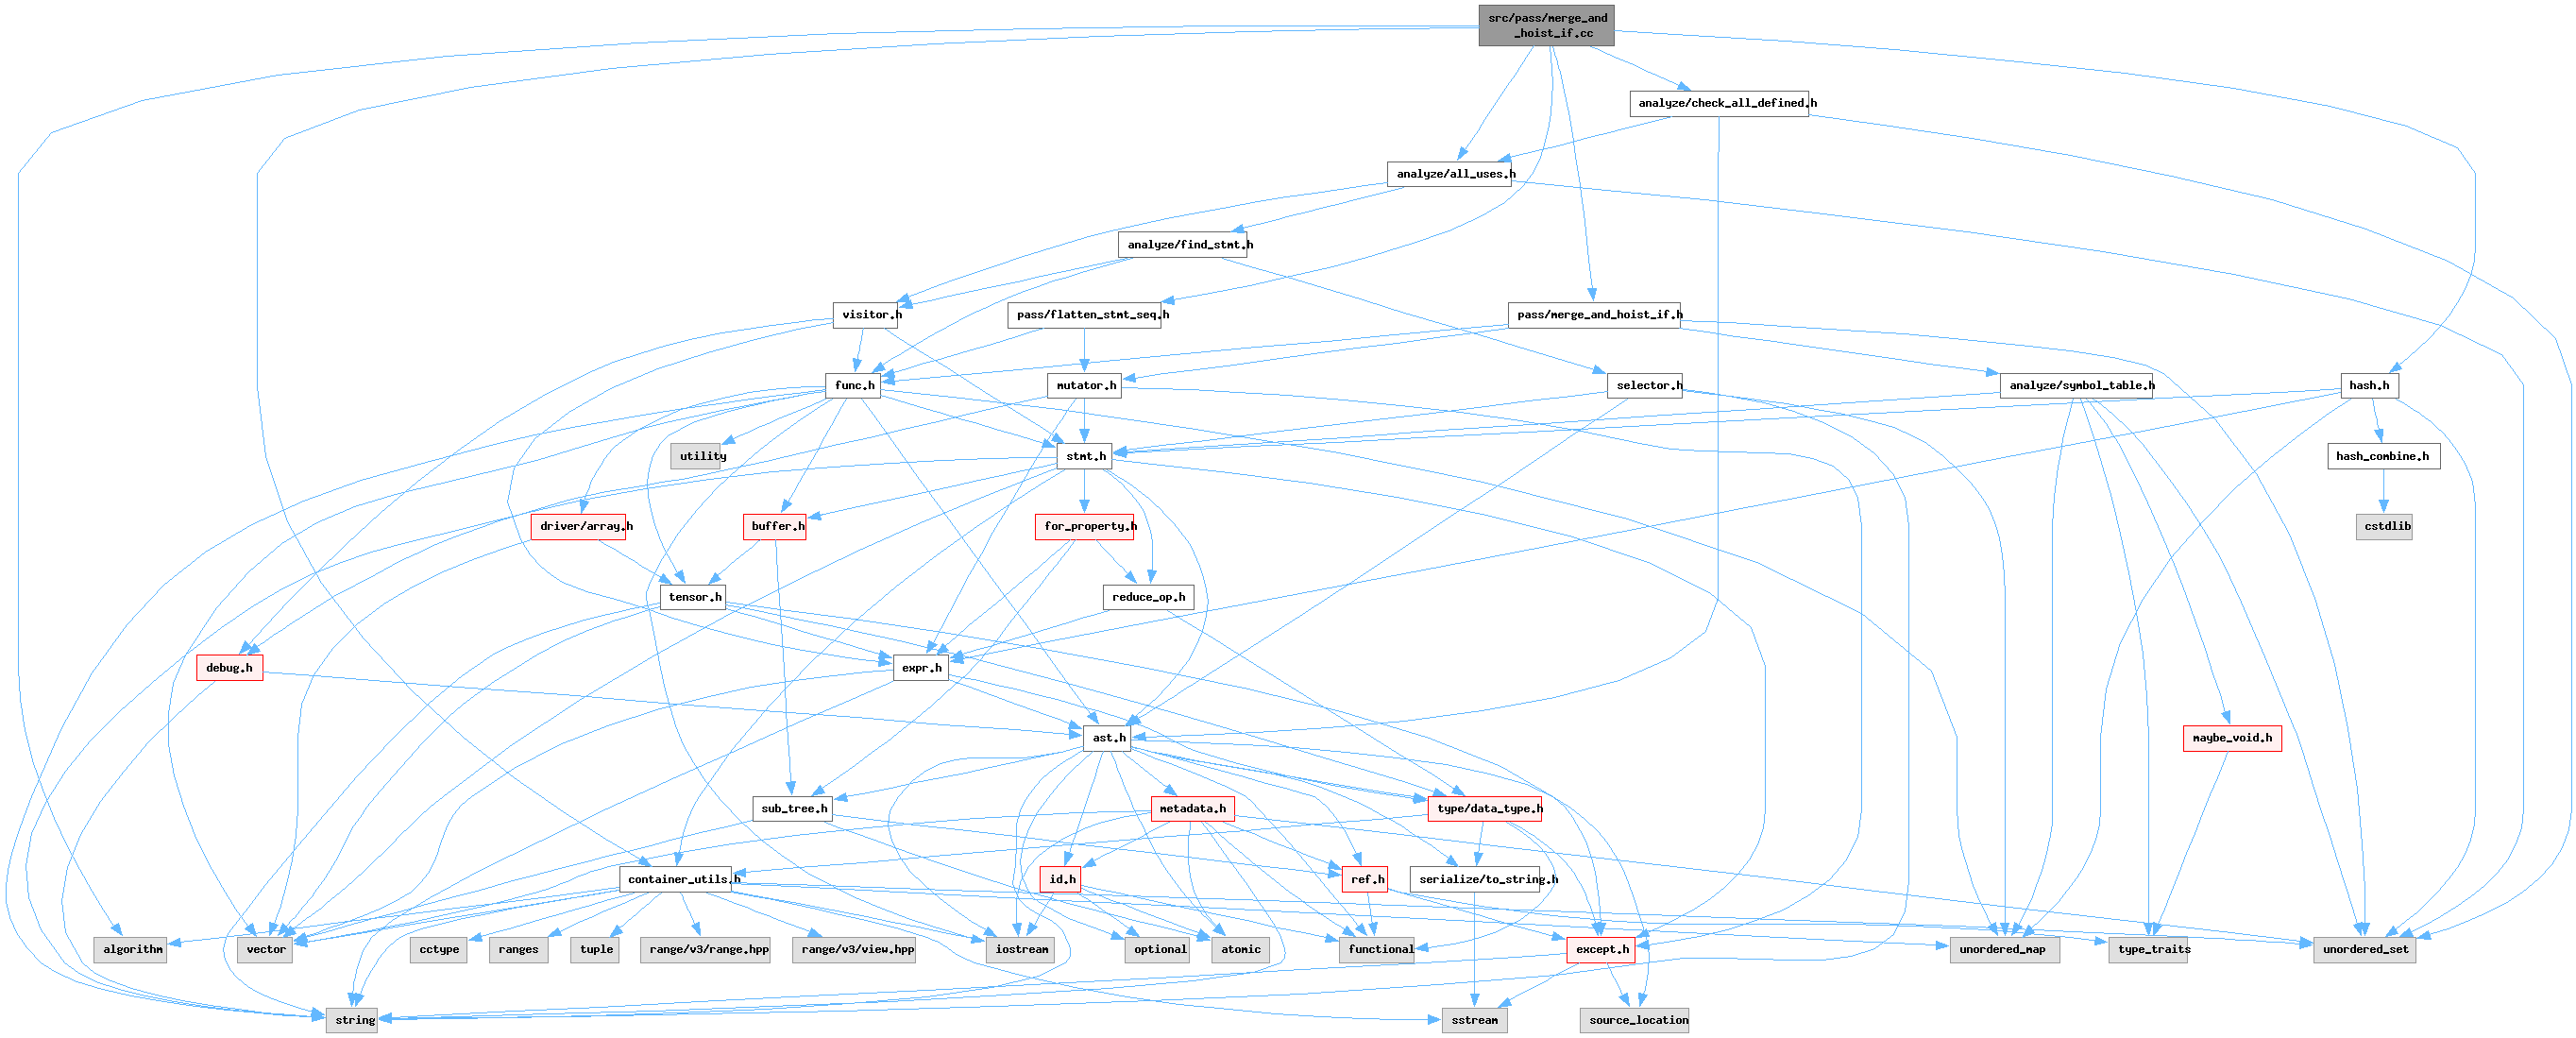 src/pass/merge_and
_hoist_if.cc
analyze/check_all_defined.h
analyze/all_uses.h
analyze/find_stmt.h
visitor.h
pass/flatten_stmt_seq.h
pass/merge_and_hoist_if.h
func.h
mutator.h
selector.h
analyze/symbol_table.h
hash.h
utility
stmt.h
hash_combine.h
driver/array.h
buffer.h
for_property.h
cstdlib
tensor.h
reduce_op.h
debug.h
expr.h
ast.h
maybe_void.h
sub_tree.h
metadata.h
type/data_type.h
container_utils.h
id.h
ref.h
serialize/to_string.h
algorithm
vector
cctype
ranges
tuple
range/v3/range.hpp
range/v3/view.hpp
iostream
optional
atomic
functional
except.h
unordered_map
type_traits
unordered_set
string
sstream
source_location